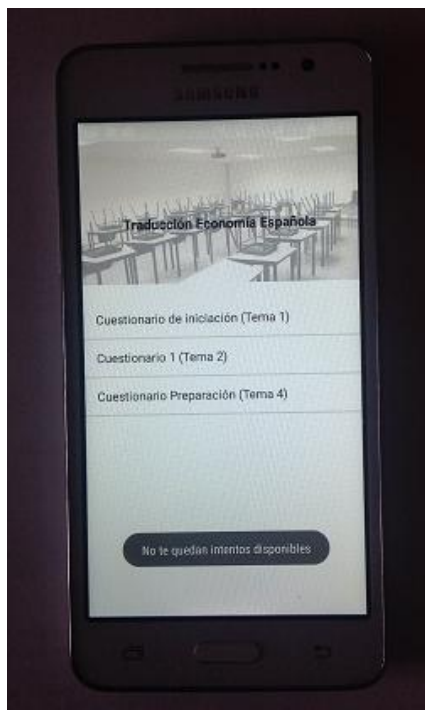 SAMSUNG
Traducción Economía Española
Cuestionario de iniciación (Tema 1)
Cuestionario 1 (Tema 2)
Cuestionario Preparación (Tema 4)
No te quedan intentos disponibles